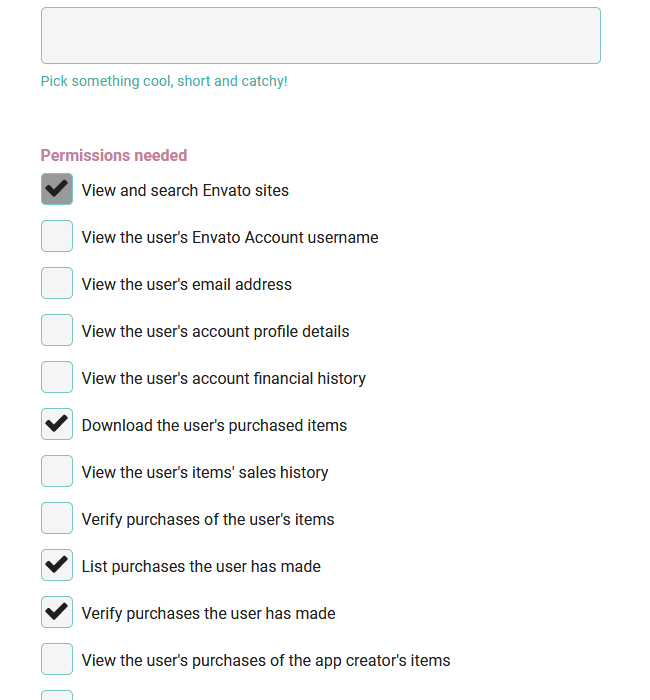 Pick something cool, short and catchy!
Permissions needed
View and search Envato sites
View the user's Envato Account username
View the user's email address
View the user's account profile details
View the user's account financial history
Download the user's purchased items
View the user's items' sales history
Verify purchases of the user's items
List purchases the user has made
Verify purchases the user has made
View the user's purchases of the app creator's items